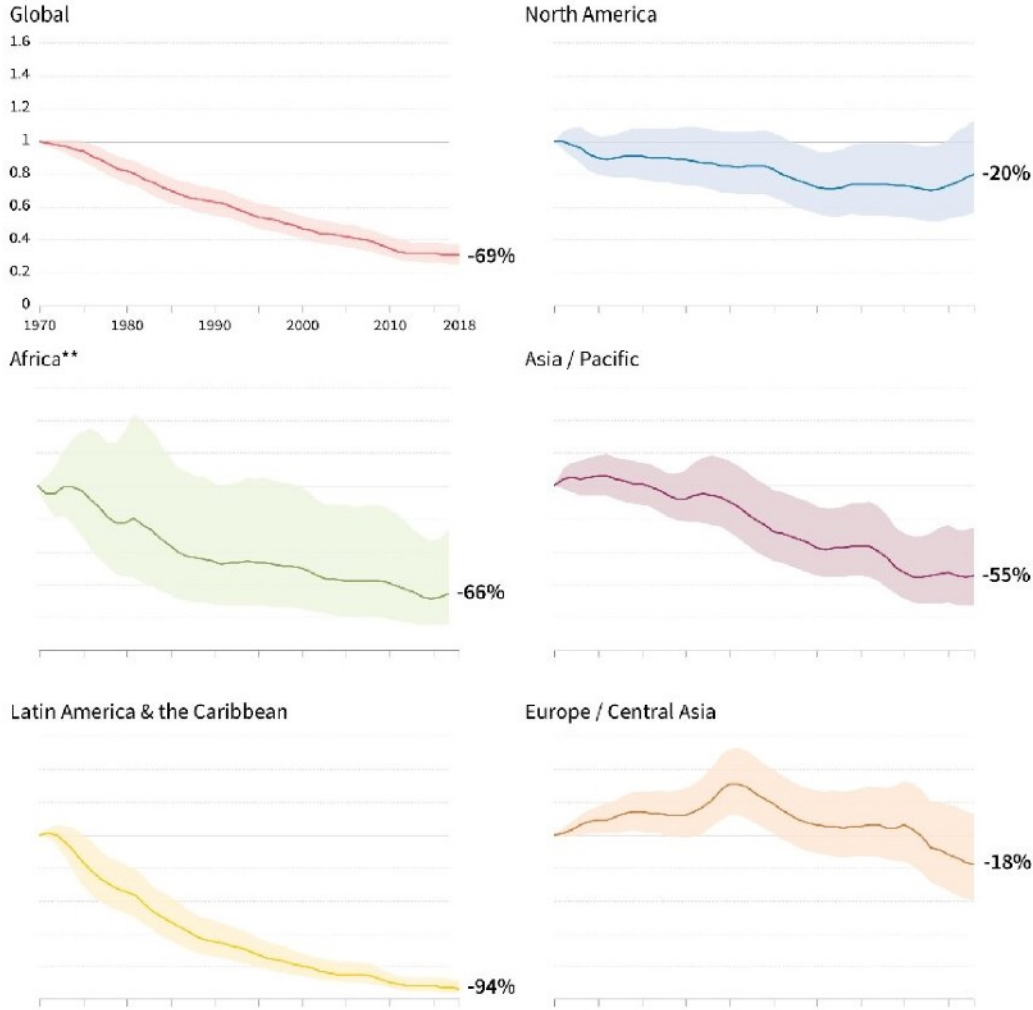 Global
1.6
1.4
1.2
1
0.8
0.6
0.4
0.2
0
1970 1980 1990 2000 2010 2018
-69%
North America
-20%
Africa**
-66%
Asia / Pacific
-55%
Latin America & the Caribbean
-94%
Europe / Central Asia
-18%